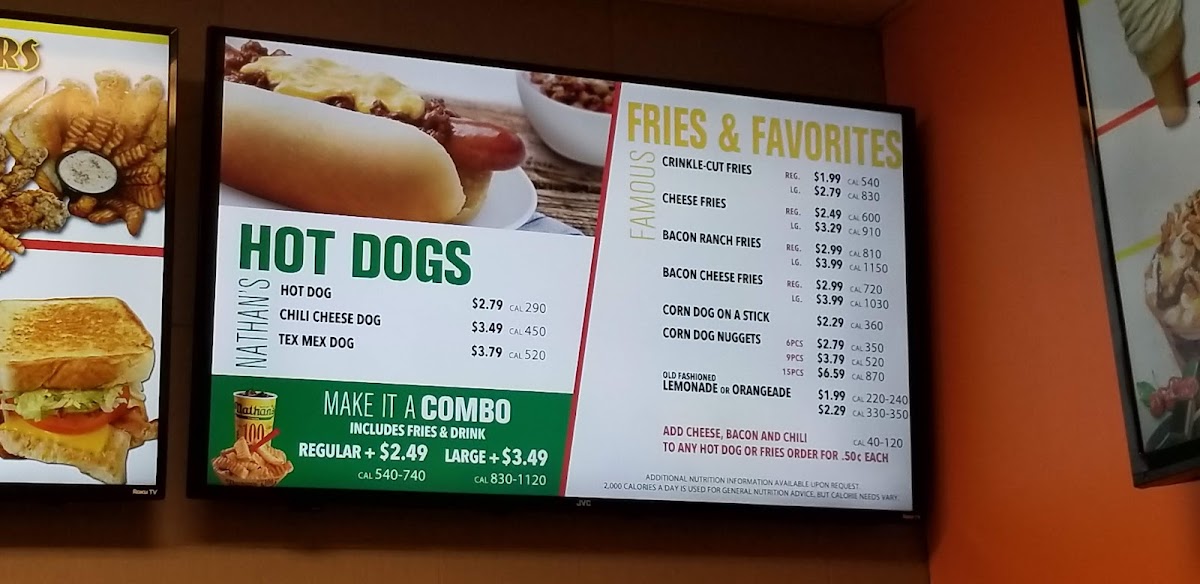 RS
Roku TV
HOT DOGS
NATHAN'S
HOT DOG $2.79 CAL 290
CHILI CHEESE DOG $3.49 CAL 450
TEX MEX DOG $3.79 CAL 520
Nathan's
100
MAKE IT A COMBO
INCLUDES FRIES & DRINK
REGULAR + $2.49 LARGE + $3.49
CAL 540-740 CAL 830-1120
FRIES & FAVORITES
FAMOUS
CRINKLE-CUT FRIES REG. $1.99 CAL 540
LG. $2.79 CAL 830
CHEESE FRIES REG. $2.49 CAL 600
LG. $3.29 CAL 910
BACON RANCH FRIES REG. $2.99 CAL 810
LG. $3.99 CAL 1150
BACON CHEESE FRIES REG. $2.99 CAL 720
LG. $3.99 CAL 1030
CORN DOG ON A STICK $2.29 CAL 360
CORN DOG NUGGETS 6PCS $2.79 CAL 350
9PCS $3.79 CAL 520
15PCS $6.59 CAL 870
OLD FASHIONED
LEMONADE OR ORANGEADE $1.99 CAL 220-240
$2.29 CAL 330-350
ADD CHEESE, BACON AND CHILI CAL 40-120
TO ANY HOT DOG OR FRIES ORDER FOR .50¢ EACH
ADDITIONAL NUTRITION INFORMATION AVAILABLE UPON REQUEST.
2,000 CALORIES A DAY IS USED FOR GENERAL NUTRITION ADVICE, BUT CALORIE NEEDS VARY.
JVC
Roku TV